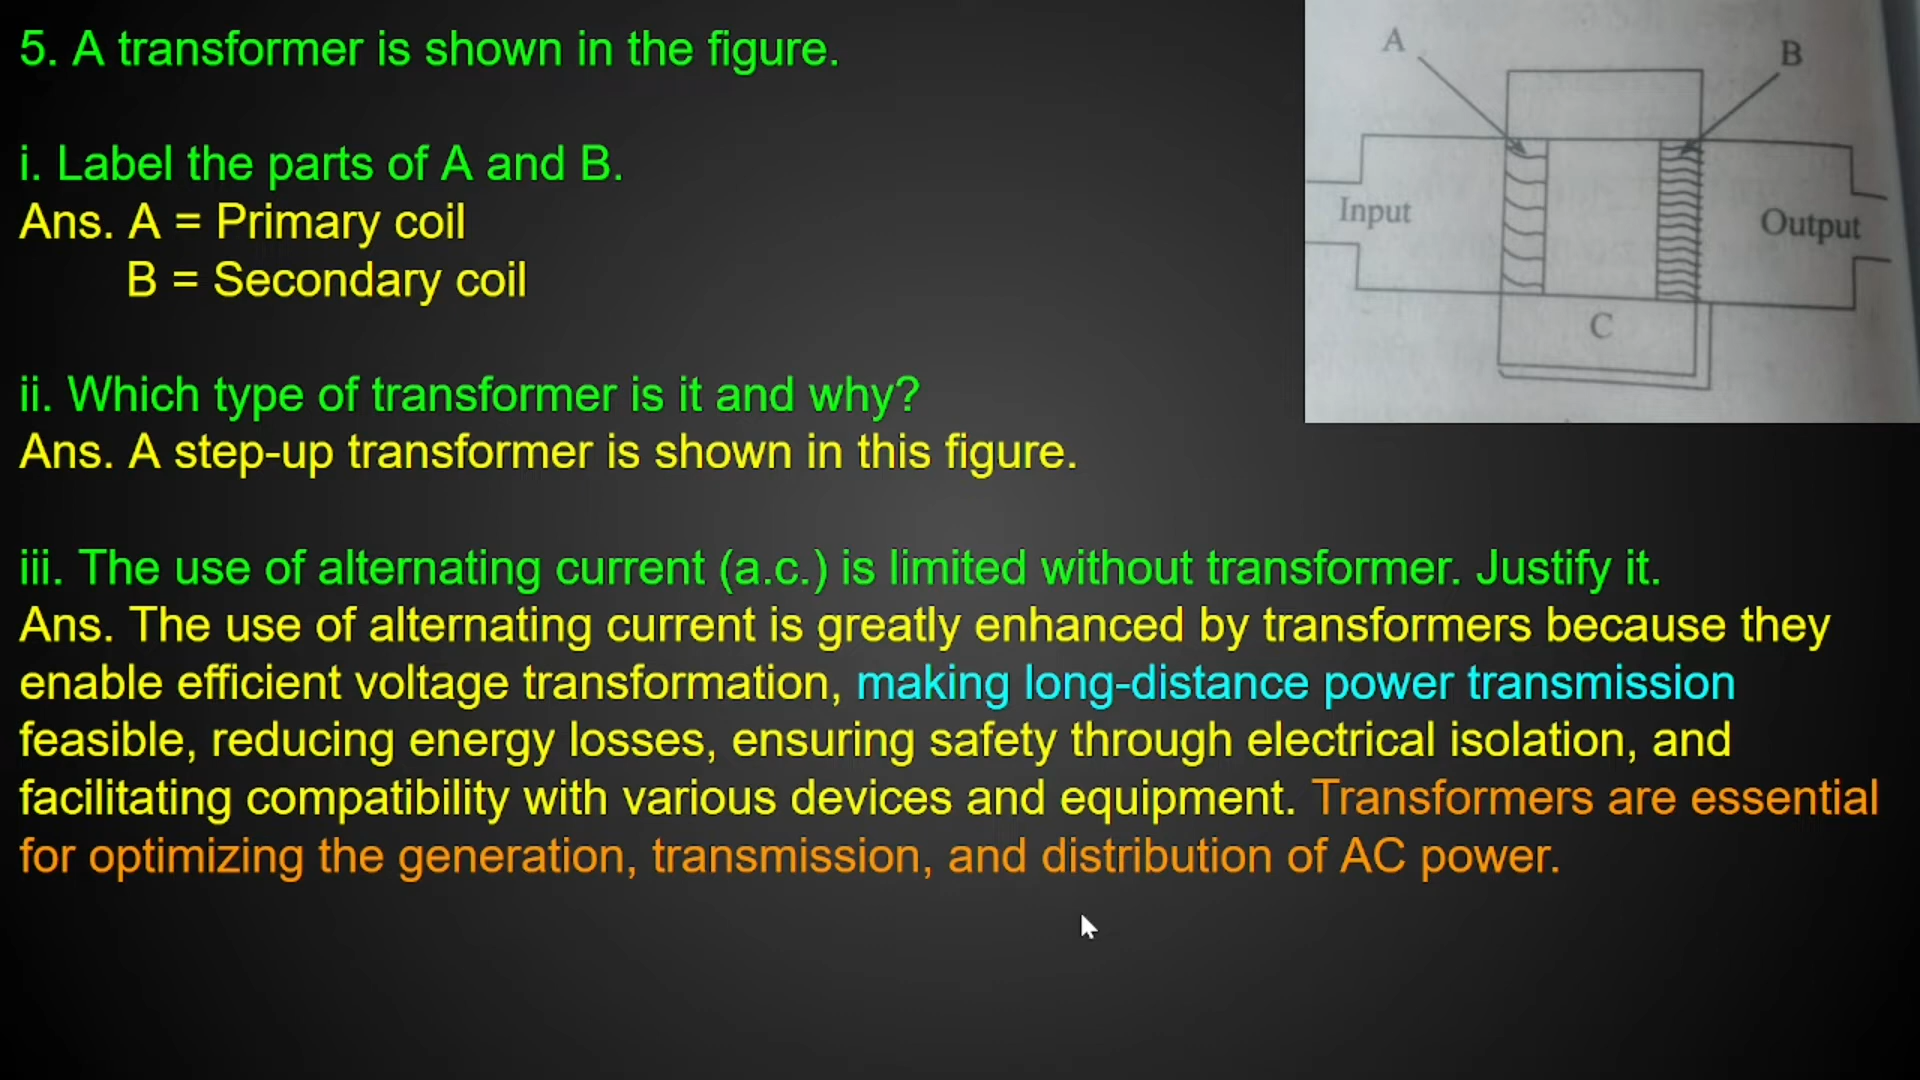 5. A transformer is shown in the figure.
i. Label the parts of A and B.
Ans. A = Primary coil
B = Secondary coil
ii. Which type of transformer is it and why?
Ans. A step-up transformer is shown in this figure.
iii. The use of alternating current (a.c.) is limited without transformer. Justify it.
Ans. The use of alternating current is greatly enhanced by transformers because they
enable efficient voltage transformation, making long-distance power transmission
feasible, reducing energy losses, ensuring safety through electrical isolation, and
facilitating compatibility with various devices and equipment. Transformers are essential
for optimizing the generation, transmission, and distribution of AC power.
A
B
Input
Output
C